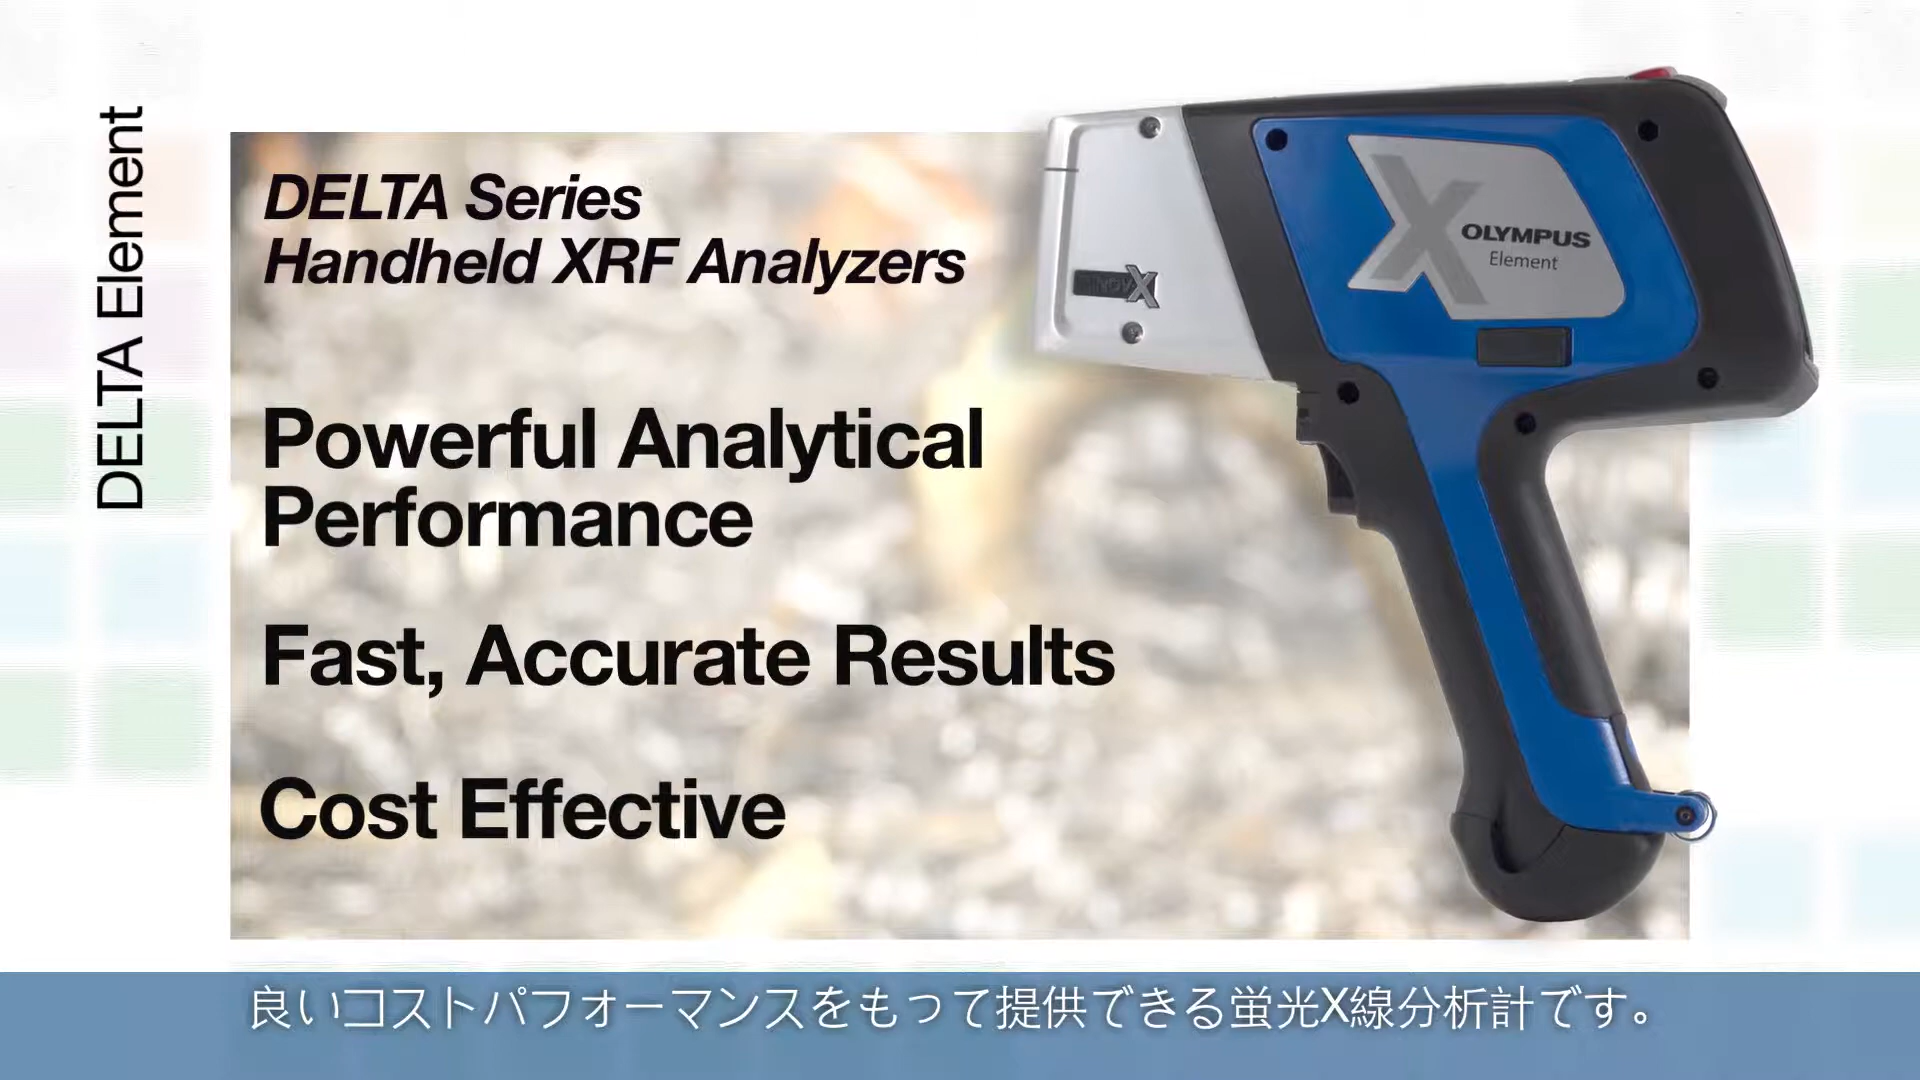 DELTA Element
DELTA Series
Handheld XRF Analyzers
Powerful Analytical
Performance
Fast, Accurate Results
Cost Effective
X
OLYMPUS
Element
INNOVX
良いコストパフォーマンスをもって提供できる蛍光X線分析計です。